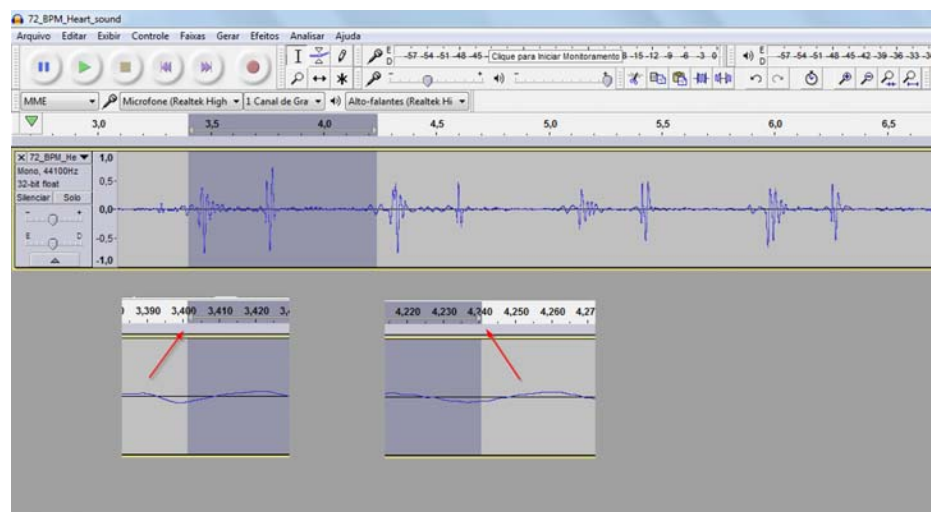 72_BPM_Heart_sound
Arquivo Editar Exibir Controle Faixas Gerar Efeitos Analisar Ajuda
E D -57 -54 -51 -48 -45 - Clique para Iniciar Monitoramento 8 -15 -12 -9 -6 -3 0 E D -57 -54 -51 -48 -45 -42 -39 -36 -33 -3
MME Microfone (Realtek High 1 Canal de Gra Alto-falantes (Realtek Hi
3,0 3,5 4,0 4,5 5,0 5,5 6,0 6,5
72_BPM_He 1,0
Mono, 44100Hz
32-bit float 0,5
Silenciar Solo
- + 0,0
E D -0,5
-1,0
3,390 3,400 3,410 3,420 3,
4,220 4,230 4,240 4,250 4,260 4,27